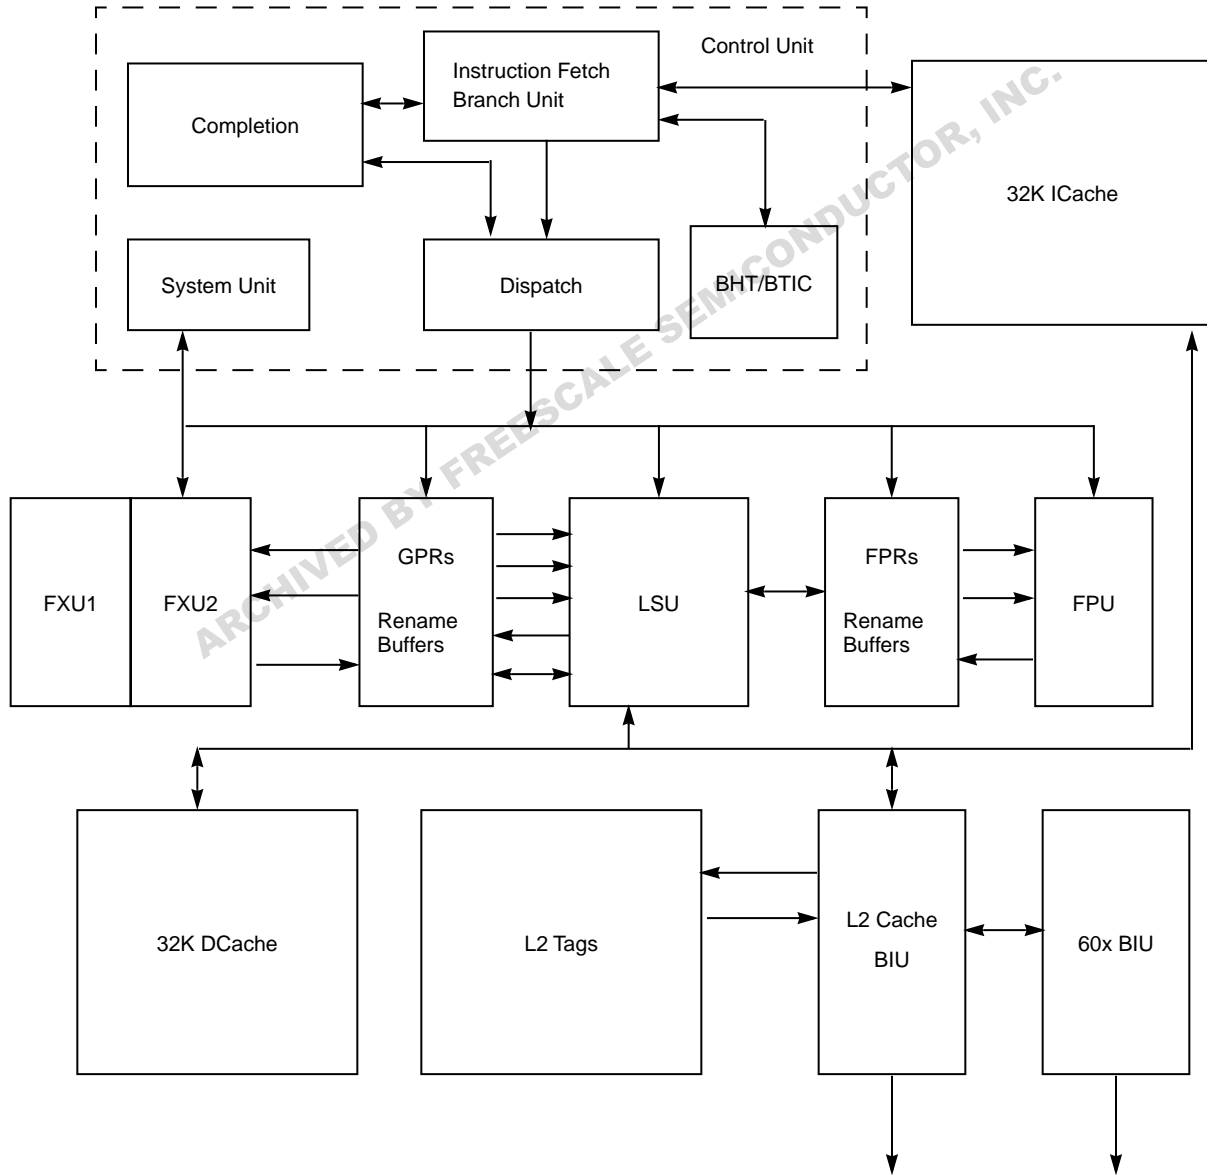 Control Unit
Instruction Fetch
Branch Unit
Completion
32K ICache
System Unit
Dispatch
BHT/BTIC
ARCHIVED BY FREESCALE SEMICONDUCTOR, INC.
FXU1
FXU2
GPRs
Rename
Buffers
LSU
FPRs
Rename
Buffers
FPU
32K DCache
L2 Tags
L2 Cache
BIU
60x BIU